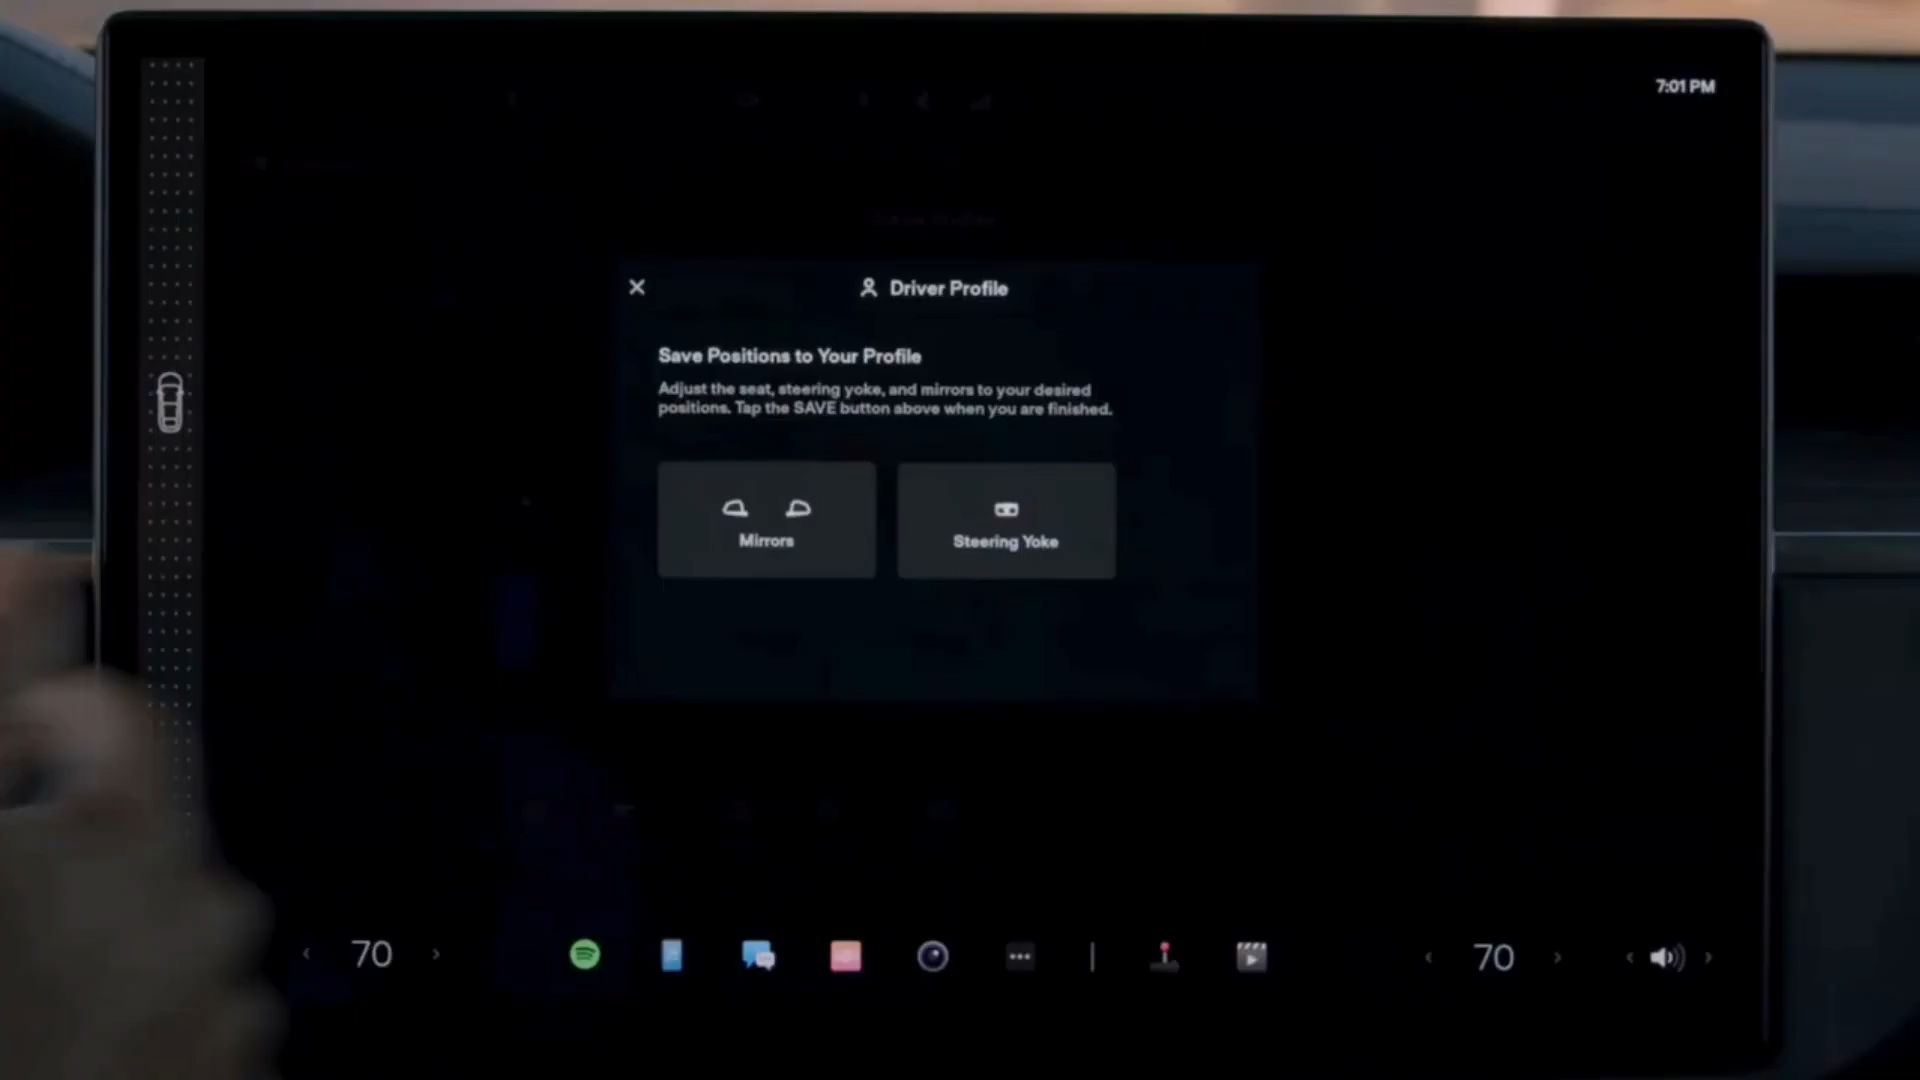 7:01 PM
Driver Profile
Save Positions to Your Profile
Adjust the seat, steering yoke, and mirrors to your desired
positions. Tap the SAVE button above when you are finished.
Mirrors
Steering Yoke
70
70